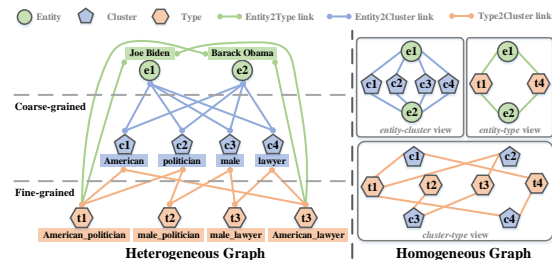 Entity Cluster Type Entity2Type link Entity2Cluster link Type2Cluster link
Joe Biden Barack Obama
e1 e2
Coarse-grained
c1 c2 c3 c4
American politician male lawyer
Fine-grained
t1 t2 t3 t3
American_politician male_politician male_lawyer American_lawyer
Heterogeneous Graph
e1
c1 c2 c3 c4
e2
entity-cluster view
e1
t1 t4
e2
entity-type view
c1 c2
t1 t2 t3 t4
c3 c4
cluster-type view
Homogeneous Graph